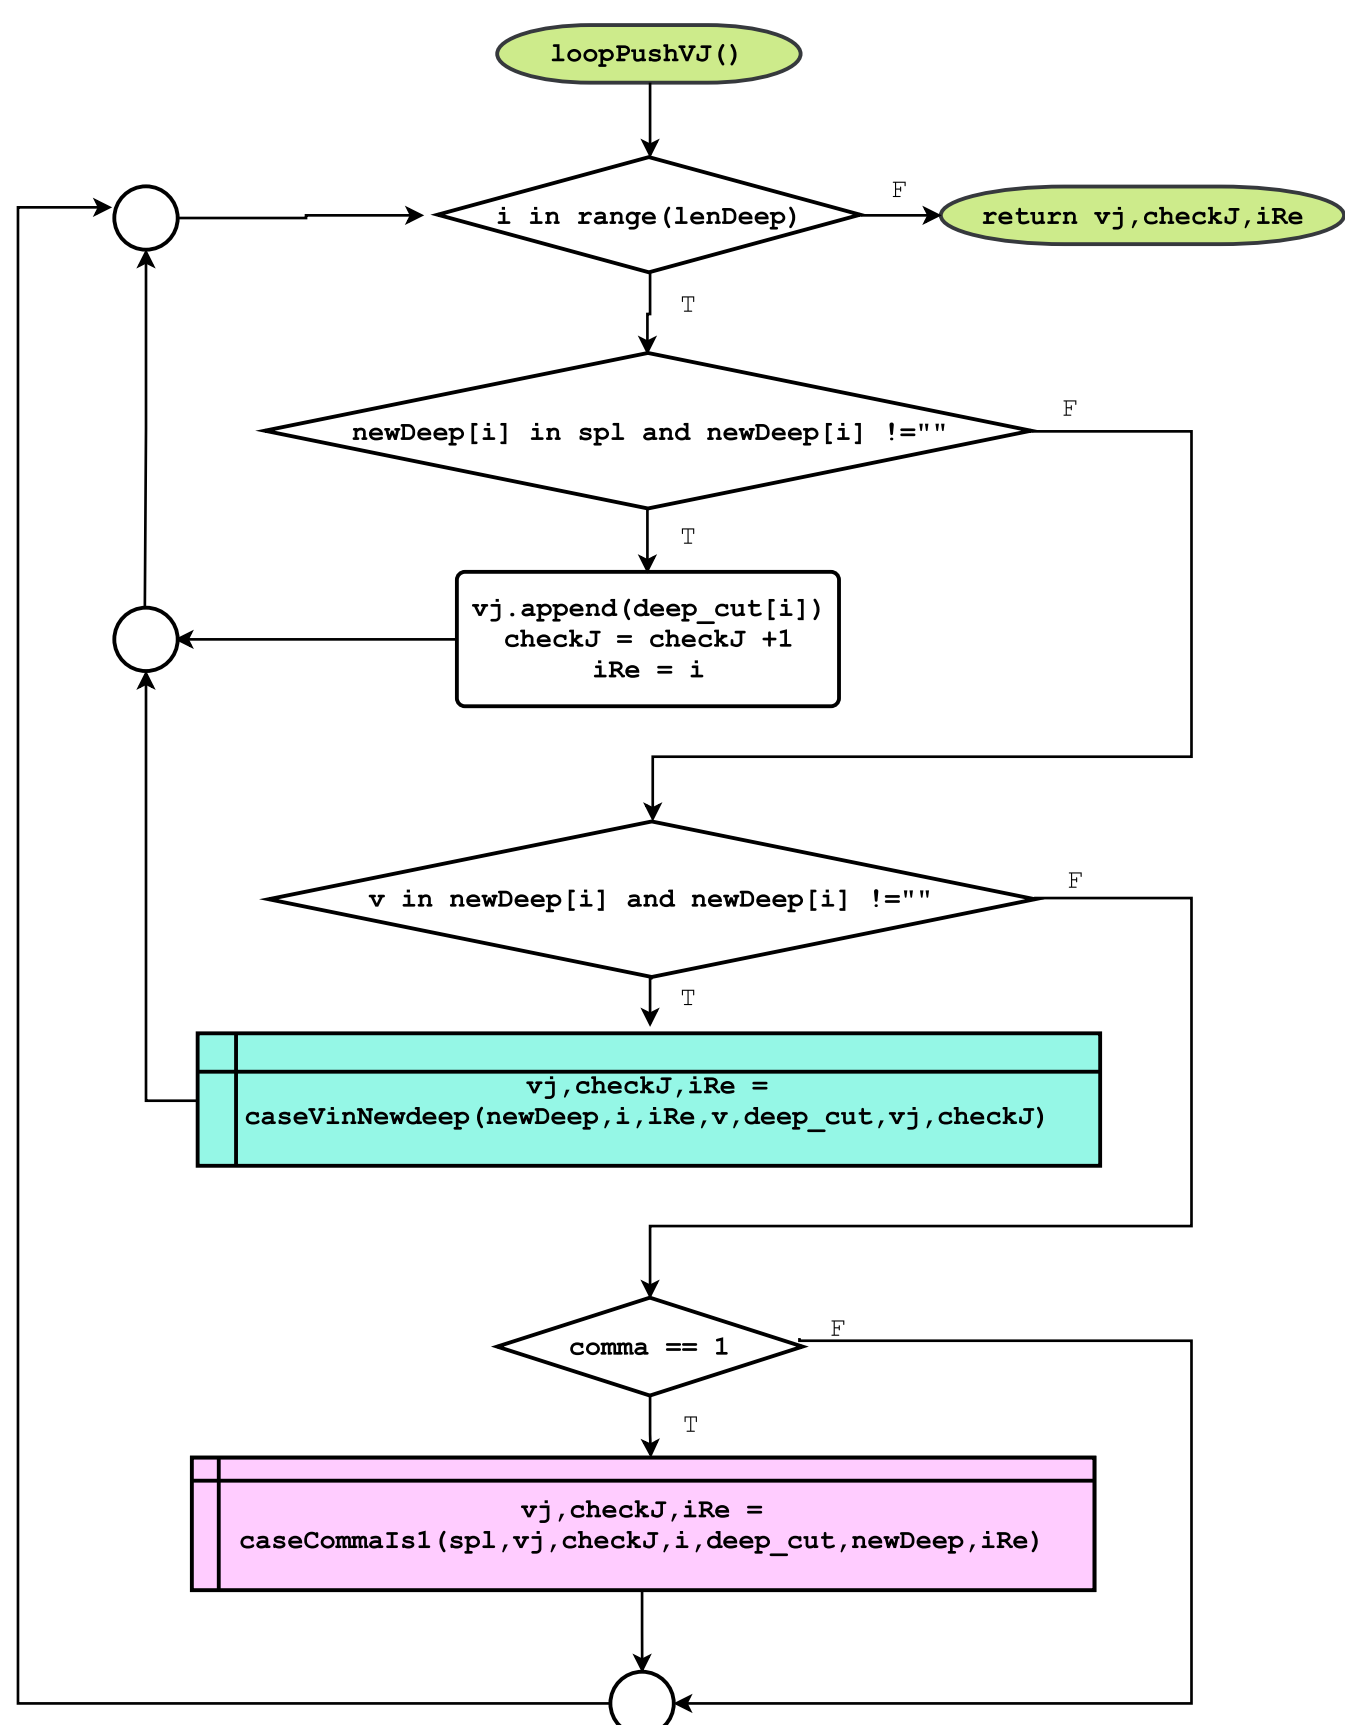 loopPushVJ()
i in range(lenDeep)
F
return vj,checkJ,iRe
T
newDeep[i] in spl and newDeep[i] !=""
F
T
vj.append(deep_cut[i])
checkJ = checkJ +1
iRe = i
v in newDeep[i] and newDeep[i] !=""
F
T
vj,checkJ,iRe =
caseVinNewdeep(newDeep,i,iRe,v,deep_cut,vj,checkJ)
comma == 1
F
T
vj,checkJ,iRe =
caseCommaIs1(spl,vj,checkJ,i,deep_cut,newDeep,iRe)